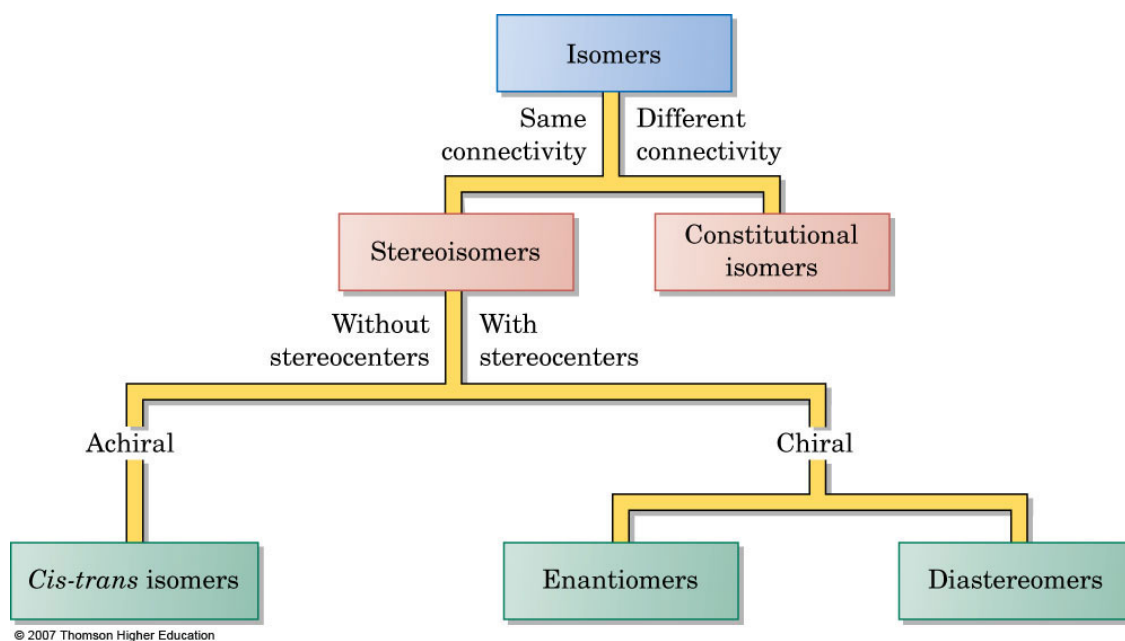 Isomers
Same
connectivity
Different
connectivity
Stereoisomers
Constitutional
isomers
Without
stereocenters
With
stereocenters
Achiral
Chiral
Cis-trans isomers
Enantiomers
Diastereomers
© 2007 Thomson Higher Education